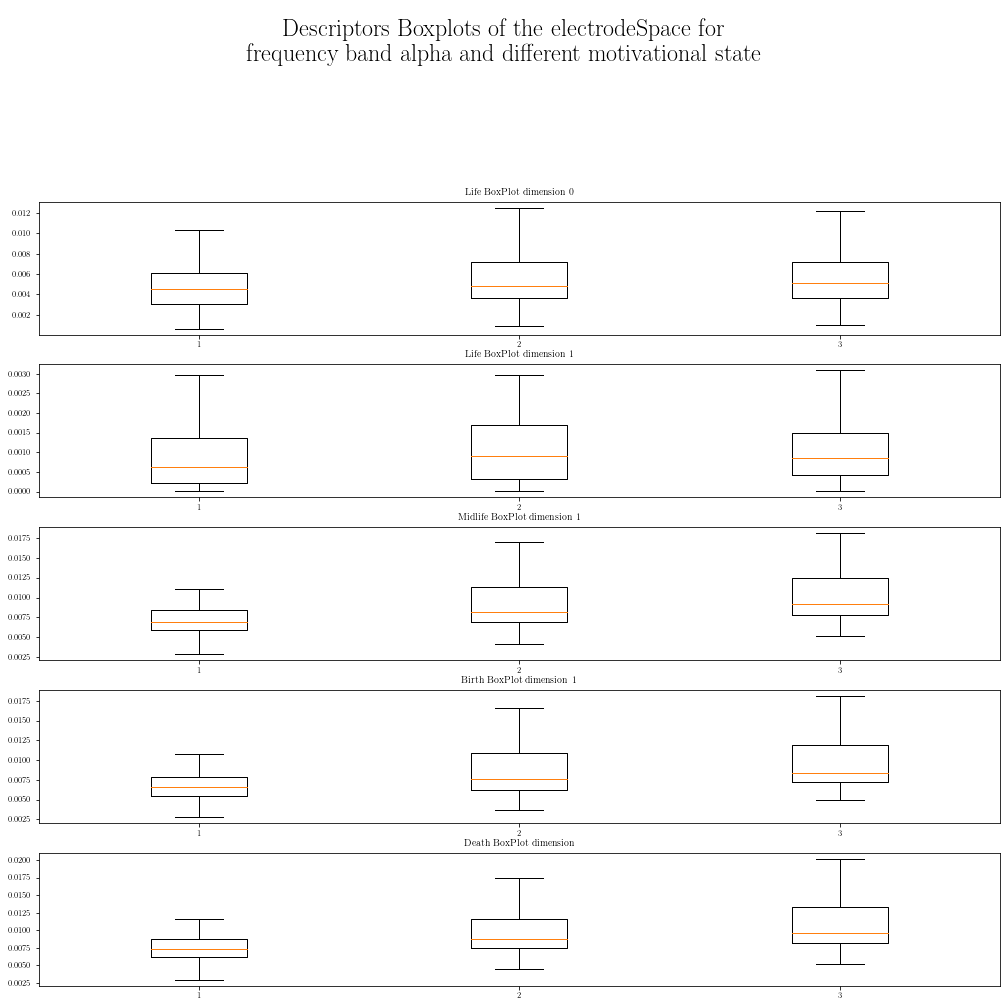 Descriptors Boxplots of the electrodeSpace for
frequency band alpha and different motivational state
Life BoxPlot dimension 0
0.012
0.010
0.008
0.006
0.004
0.002
1 2 3
Life BoxPlot dimension 1
0.0030
0.0025
0.0020
0.0015
0.0010
0.0005
0.0000
1 2 3
Midlife BoxPlot dimension 1
0.0175
0.0150
0.0125
0.0100
0.0075
0.0050
0.0025
1 2 3
Birth BoxPlot dimension 1
0.0175
0.0150
0.0125
0.0100
0.0075
0.0050
0.0025
1 2 3
Death BoxPlot dimension
0.0200
0.0175
0.0150
0.0125
0.0100
0.0075
0.0050
0.0025
1 2 3